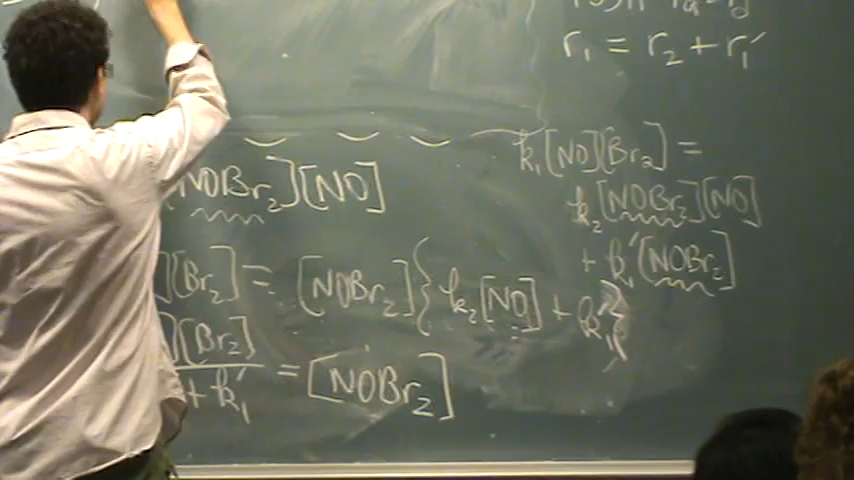 r₁ = r₂ + r₁'
k₁[NO][Br₂] =
k₂[NOBr₂][NO]
+ k₁'[NOBr₂]
NOBr₂][NO]
][Br₂] = [NOBr₂]{k₂[NO] + k₁'}
][Br₂] / + k₁' = [NOBr₂]